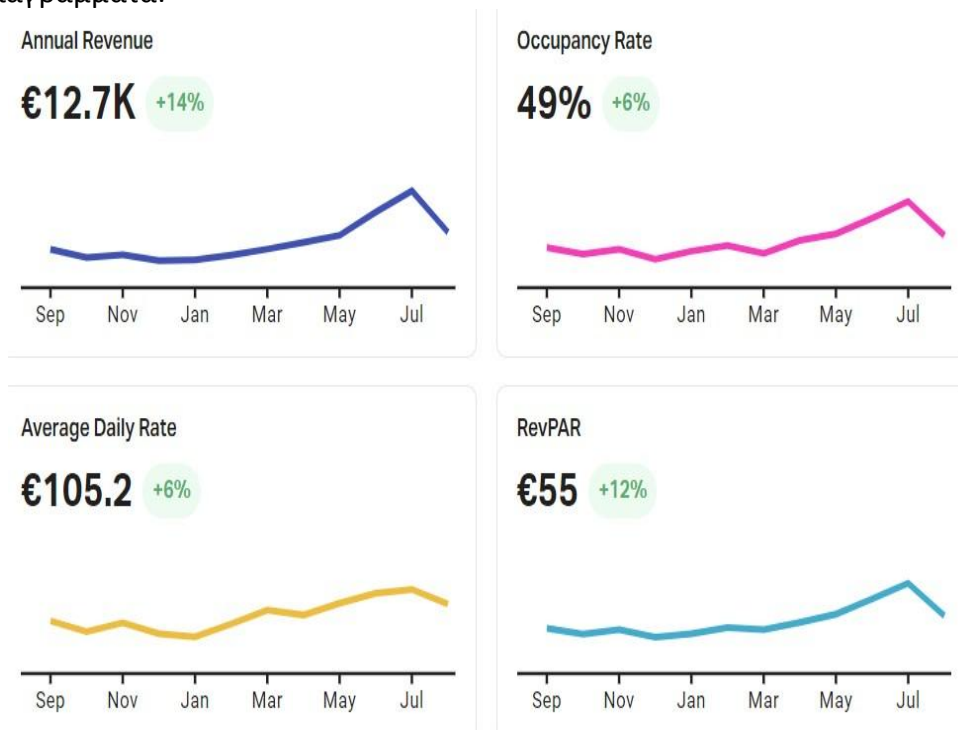 Annual Revenue
€12.7K +14%
Sep Nov Jan Mar May Jul
Occupancy Rate
49% +6%
Sep Nov Jan Mar May Jul
Average Daily Rate
€105.2 +6%
Sep Nov Jan Mar May Jul
RevPAR
€55 +12%
Sep Nov Jan Mar May Jul